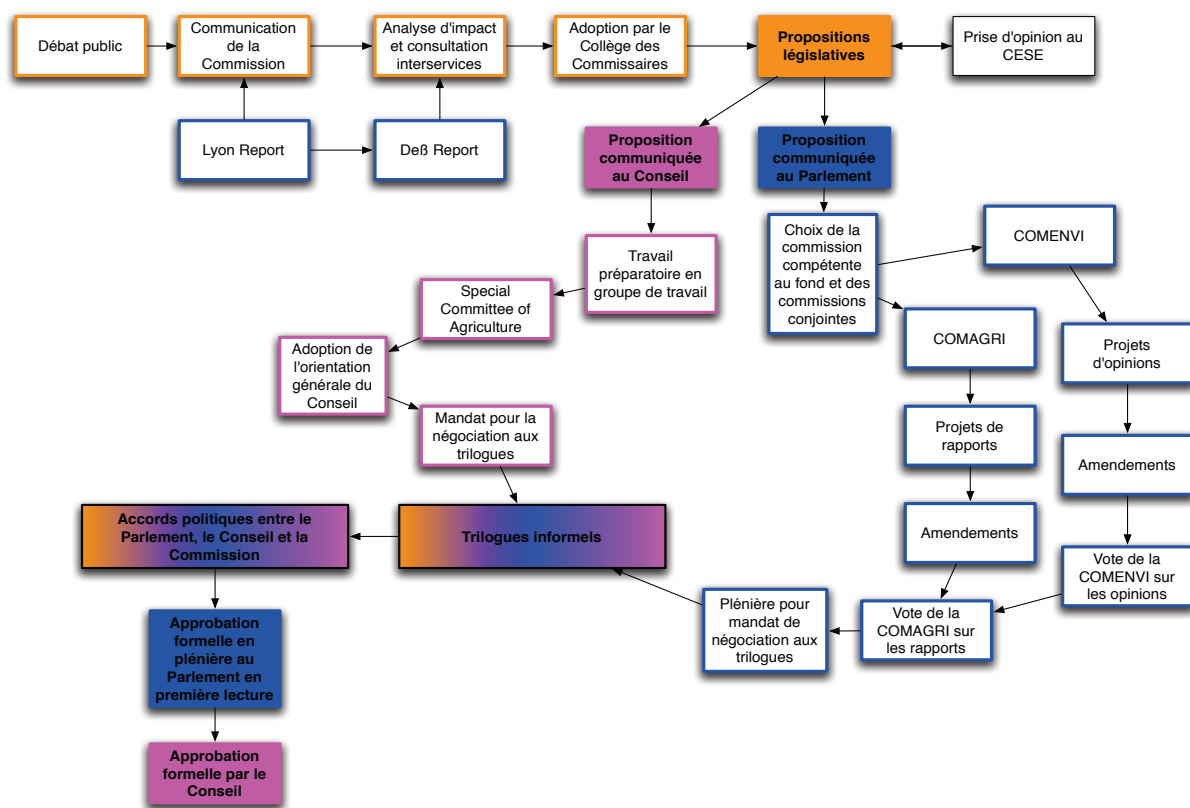 Débat public
Communication
de la
Commission
Analyse d'impact
et consultation
interservices
Adoption par le
Collège des
Commissaires
Propositions
législatives
Prise d'opinion au
CESE
Lyon Report
Deß Report
Proposition
communiquée
au Conseil
Proposition
communiquée
au Parlement
Travail
préparatoire en
groupe de travail
Choix de la
commission
compétente
au fond et des
commissions
conjointes
COMENVI
Special
Committee of
Agriculture
COMAGRI
Projets
d'opinions
Adoption de
l'orientation
générale du
Conseil
Mandat pour la
négociation aux
trilogues
Projets de
rapports
Amendements
Accords politiques entre le
Parlement, le Conseil et la
Commission
Trilogues informels
Amendements
Vote de la
COMENVI sur
les opinions
Plénière pour
mandat de
négociation aux
trilogues
Vote de la
COMAGRI sur
les rapports
Approbation
formelle en
plénière au
Parlement en
première lecture
Approbation
formelle par le
Conseil